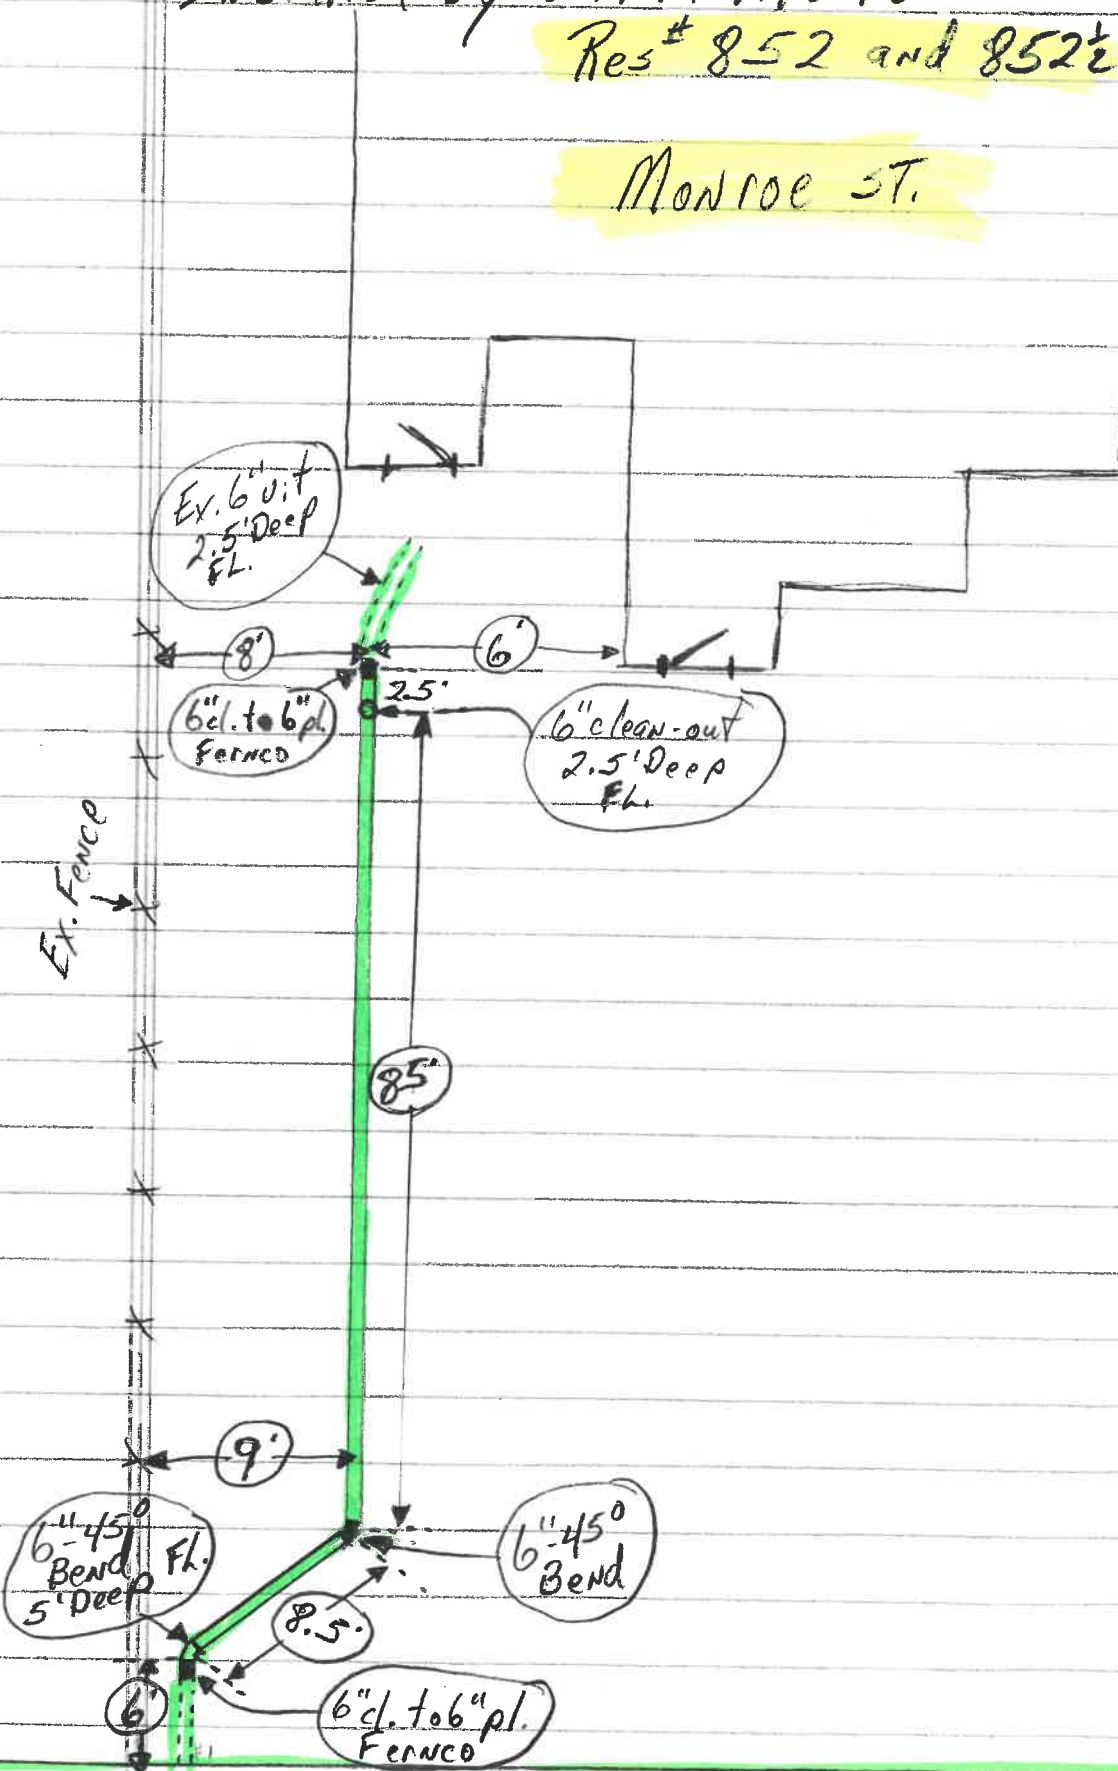 Res # 852 and 852½
Monroe ST.
Ex. 6" vit
2.5' Deep
FL.
8'
6'
2.5'
6" cl. to 6" pl.
Fernco
6" clean-out
2.5' Deep
FL.
Ex. Fence
85'
9'
6"-45°
Bend FL.
5' Deep
6"-45°
Bend
8.5'
6'
6" cl. to 6" pl.
Fernco